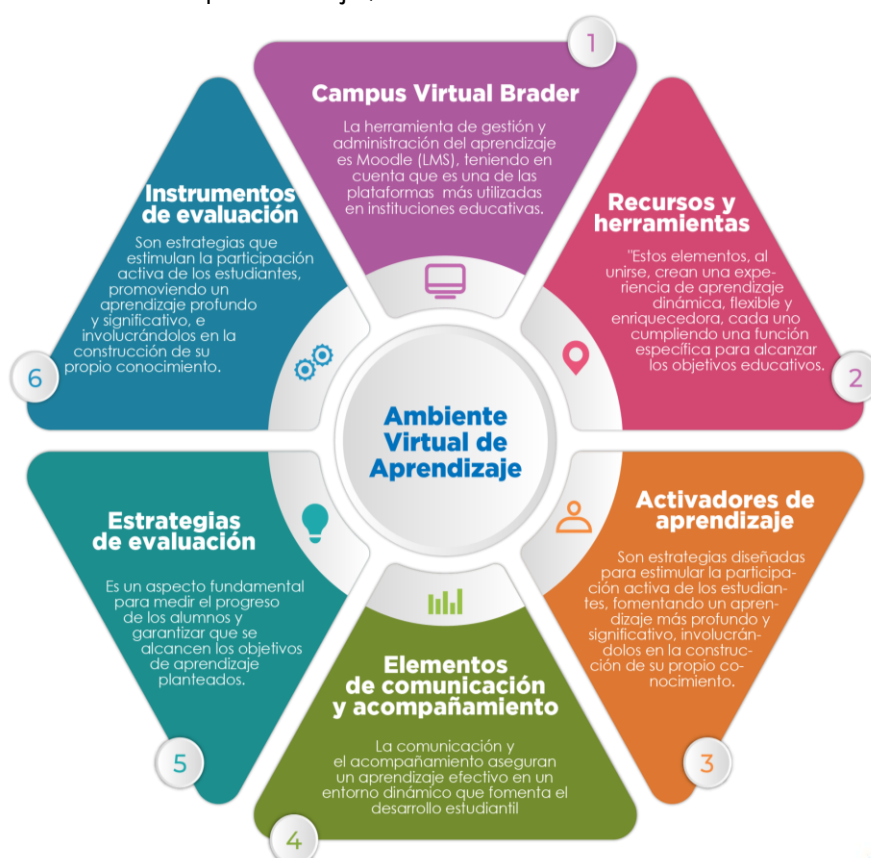 1
Campus Virtual Brader
La herramienta de gestión y
administración del aprendizaje
es Moodle (LMS), teniendo en
cuenta que es una de las
plataformas más utilizadas
en instituciones educativas.
Recursos y
herramientas
"Estos elementos, al
unirse, crean una expe-
riencia de aprendizaje
dinámica, flexible y
enriquecedora, cada uno
cumpliendo una función
específica para alcanzar
los objetivos educativos.
2
Activadores de
aprendizaje
Son estrategias diseñadas
para estimular la participa-
ción activa de los estudian-
tes, fomentando un apren-
dizaje más profundo y
significativo, involucrán-
dolos en la construc-
ción de su propio co-
nocimiento.
3
Elementos
de comunicación
y acompañamiento
La comunicación y
el acompañamiento aseguran
un aprendizaje efectivo en un
entorno dinámico que fomenta el
desarrollo estudiantil
4
Estrategias
de evaluación
Es un aspecto fundamental
para medir el progreso
de los alumnos y
garantizar que se
alcancen los objetivos
de aprendizaje
planteados.
5
Instrumentos
de evaluación
Son estrategias que
estimulan la participación
activa de los estudiantes,
promoviendo un
aprendizaje profundo
y significativo, e
involucrándolos en la
construcción de su
propio conocimiento.
6
Ambiente
Virtual de
Aprendizaje